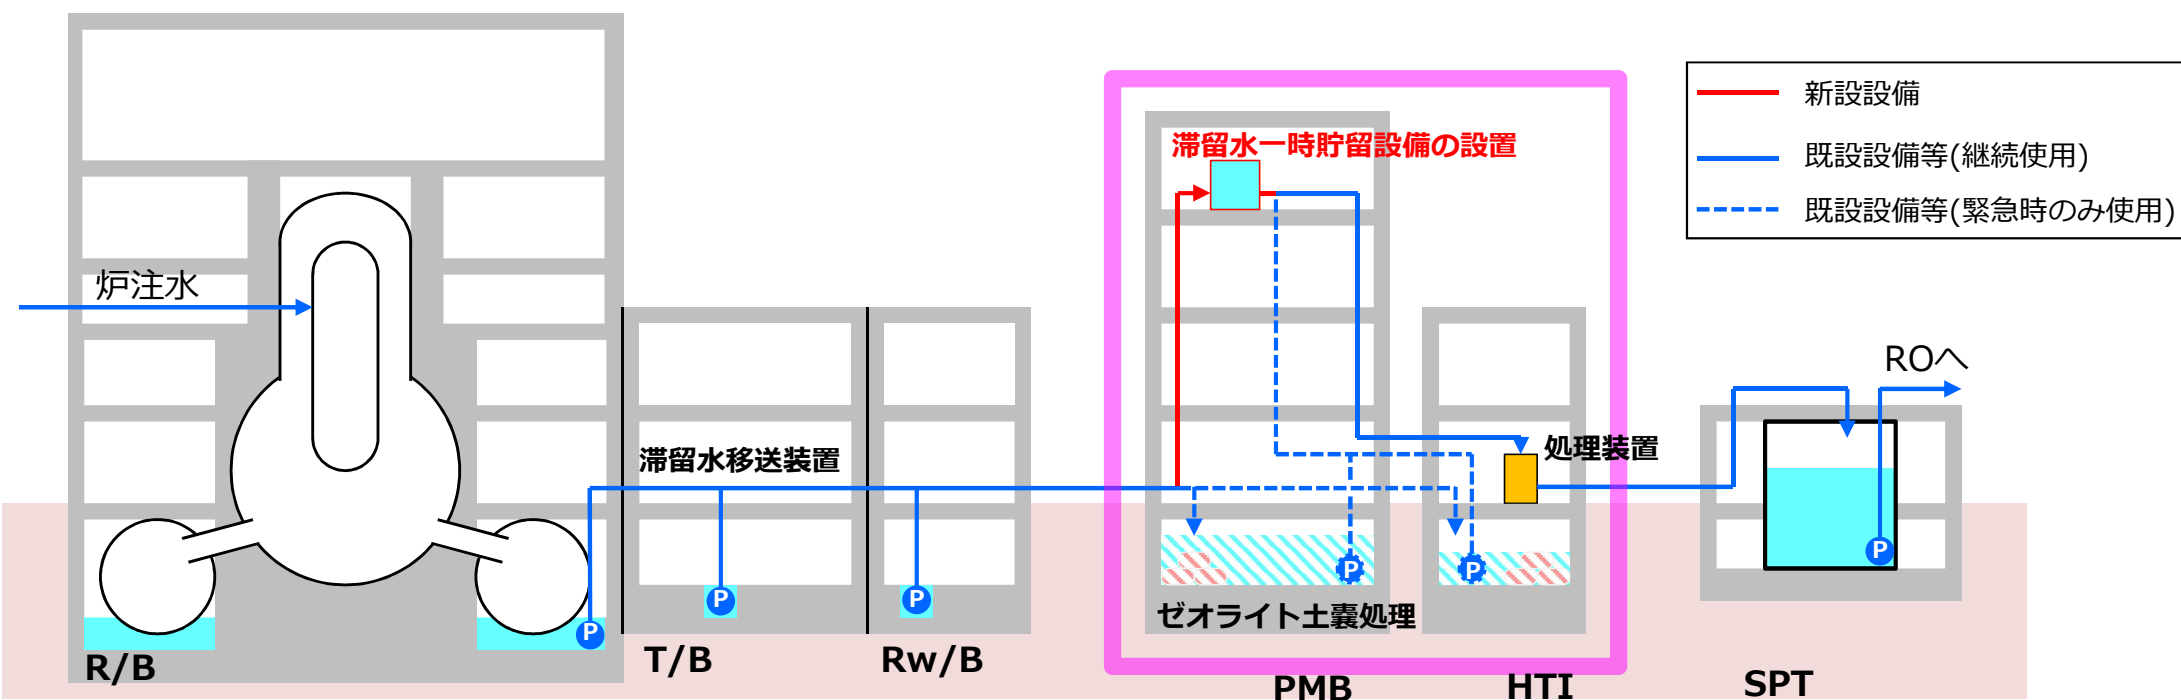 新設設備
既設設備等(継続使用)
既設設備等(緊急時のみ使用)
滞留水一時貯留設備の設置
炉注水
滞留水移送装置
処理装置
ROへ
P
P
P
P
P
P
ゼオライト土嚢処理
R/B
T/B
Rw/B
PMB
HTI
SPT